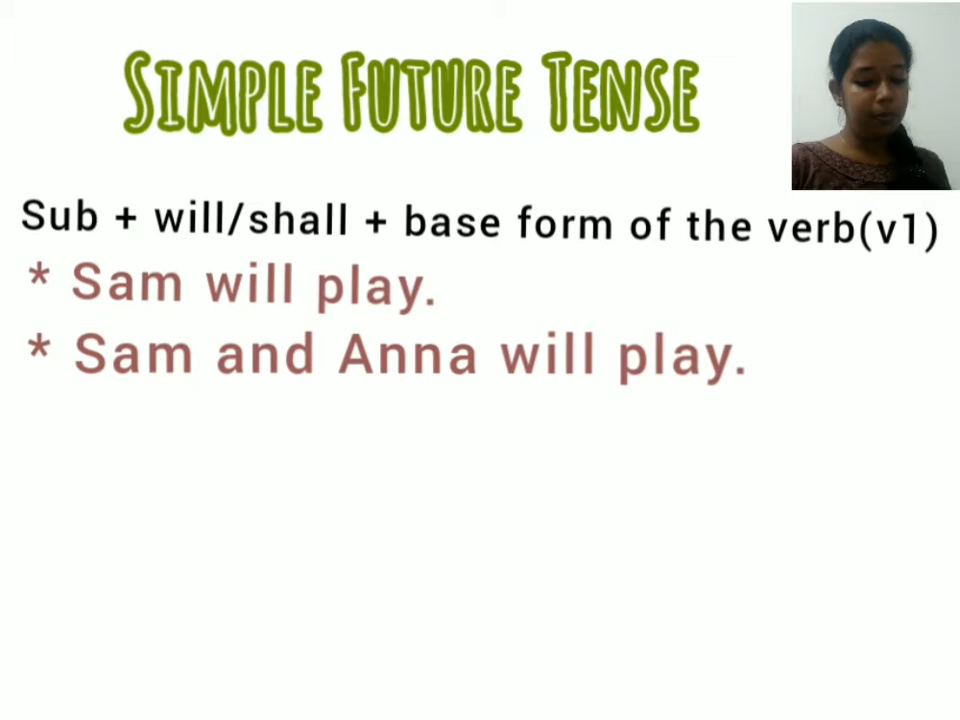 SIMPLE FUTURE TENSE
Sub + will/shall + base form of the verb(v1)
* Sam will play.
* Sam and Anna will play.